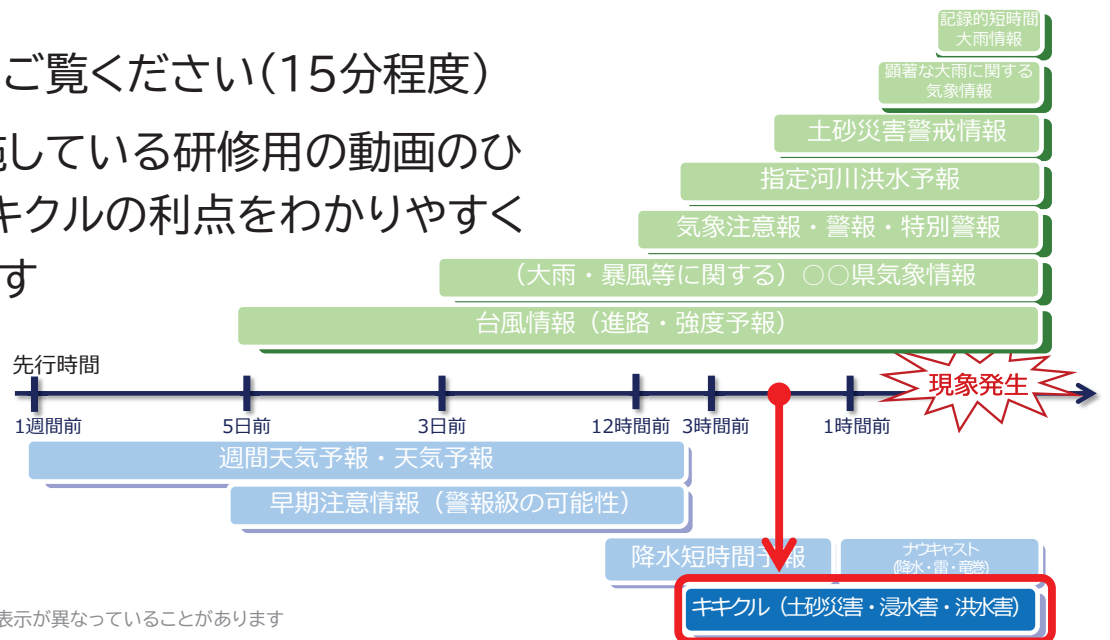 記録的短時間
大雨情報
ご覧ください(15分程度)
顕著な大雨に関する
気象情報
土砂災害警戒情報
施している研修用の動画のひ
指定河川洪水予報
キクルの利点をわかりやすく
気象注意報・警報・特別警報
す
(大雨・暴風等に関する)○○県気象情報
台風情報(進路・強度予報)
先行時間
現象発生
1週間前
5日前
3日前
12時間前
3時間前
1時間前
週間天気予報・天気予報
早期注意情報(警報級の可能性)
降水短時間予報
ナウキャスト
(降水・雷・竜巻)
キキクル(土砂災害・浸水害・洪水害)
表示が異なっていることがあります